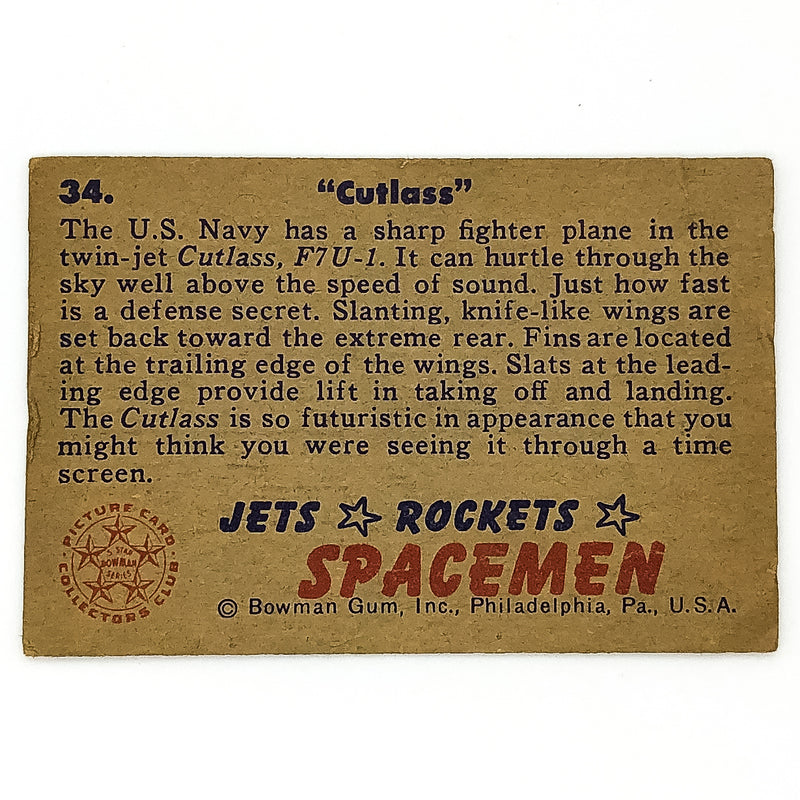 34. "Cutlass"
The U.S. Navy has a sharp fighter plane in the
twin-jet Cutlass, F7U-1. It can hurtle through the
sky well above the speed of sound. Just how fast
is a defense secret. Slanting, knife-like wings are
set back toward the extreme rear. Fins are located
at the trailing edge of the wings. Slats at the lead-
ing edge provide lift in taking off and landing.
The Cutlass is so futuristic in appearance that you
might think you were seeing it through a time
screen.
PICTURE CARD
COLLECTORS CLUB
5 STAR
BOWMAN
SERIES
JETS ☆ ROCKETS ☆
SPACEMEN
© Bowman Gum, Inc., Philadelphia, Pa., U.S.A.